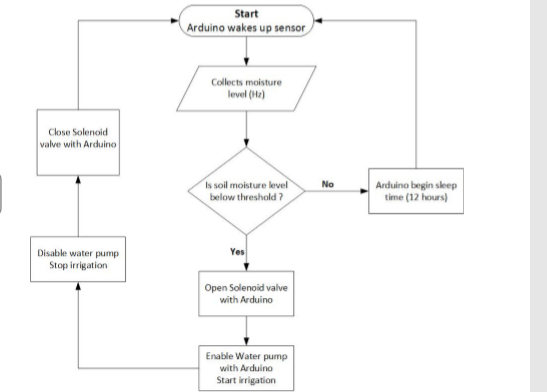 Start
Arduino wakes up sensor
Collects moisture
level (Hz)
Close Solenoid
valve with Arduino
Is soil moisture level
below threshold ?
No
Arduino begin sleep
time (12 hours)
Yes
Disable water pump
Stop irrigation
Open Solenoid valve
with Arduino
Enable Water pump
with Arduino
Start irrigation